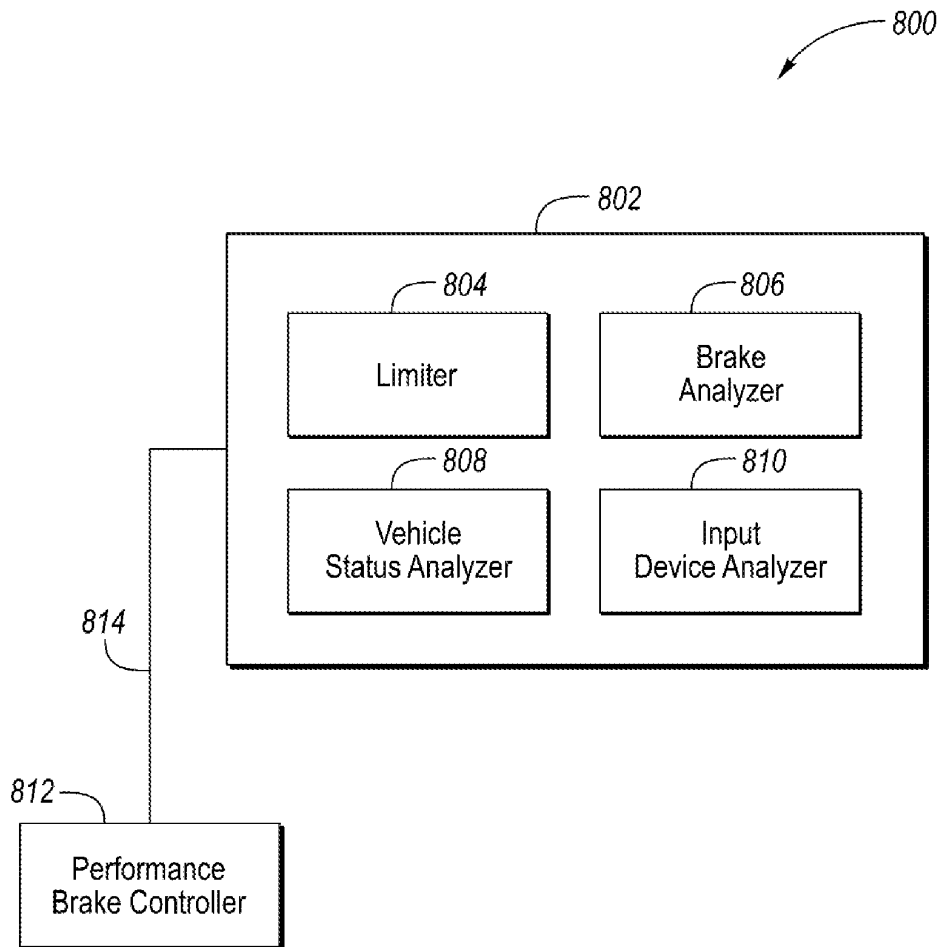 800
802
804
806
Limiter
Brake
Analyzer
808
810
Vehicle
Status Analyzer
Input
Device Analyzer
814
812
Performance
Brake Controller